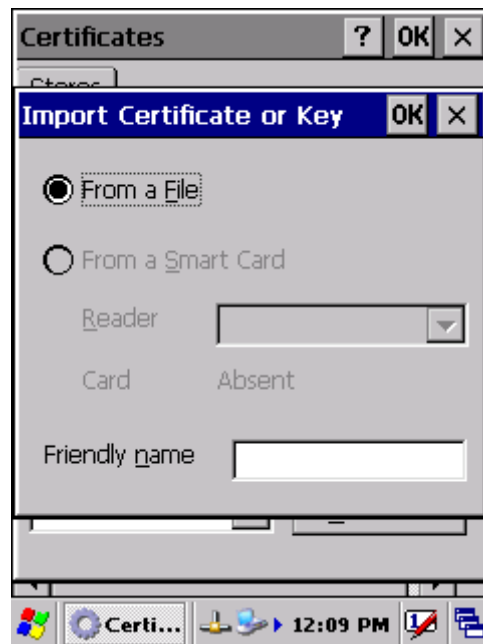 Certificates ? OK ×
Stores
Import Certificate or Key OK ×
From a File
From a Smart Card
Reader
Card Absent
Friendly name
Certi... 12:09 PM